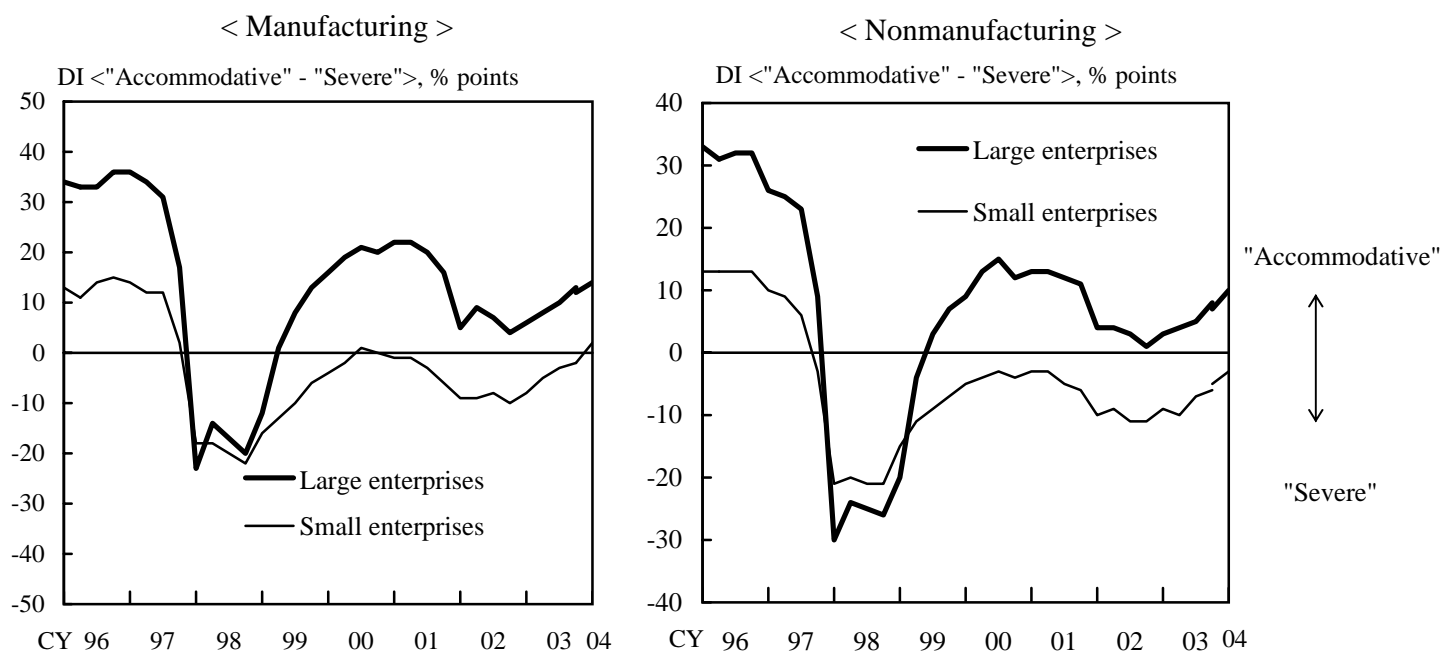 < Manufacturing >
DI <"Accommodative" - "Severe">, % points
50
40
30
20
10
0
-10
-20
-30
-40
-50
Large enterprises
Small enterprises
CY 96 97 98 99 00 01 02 03 04
< Nonmanufacturing >
DI <"Accommodative" - "Severe">, % points
40
30
20
10
0
-10
-20
-30
-40
Large enterprises
Small enterprises
CY 96 97 98 99 00 01 02 03 04
"Accommodative"
"Severe"